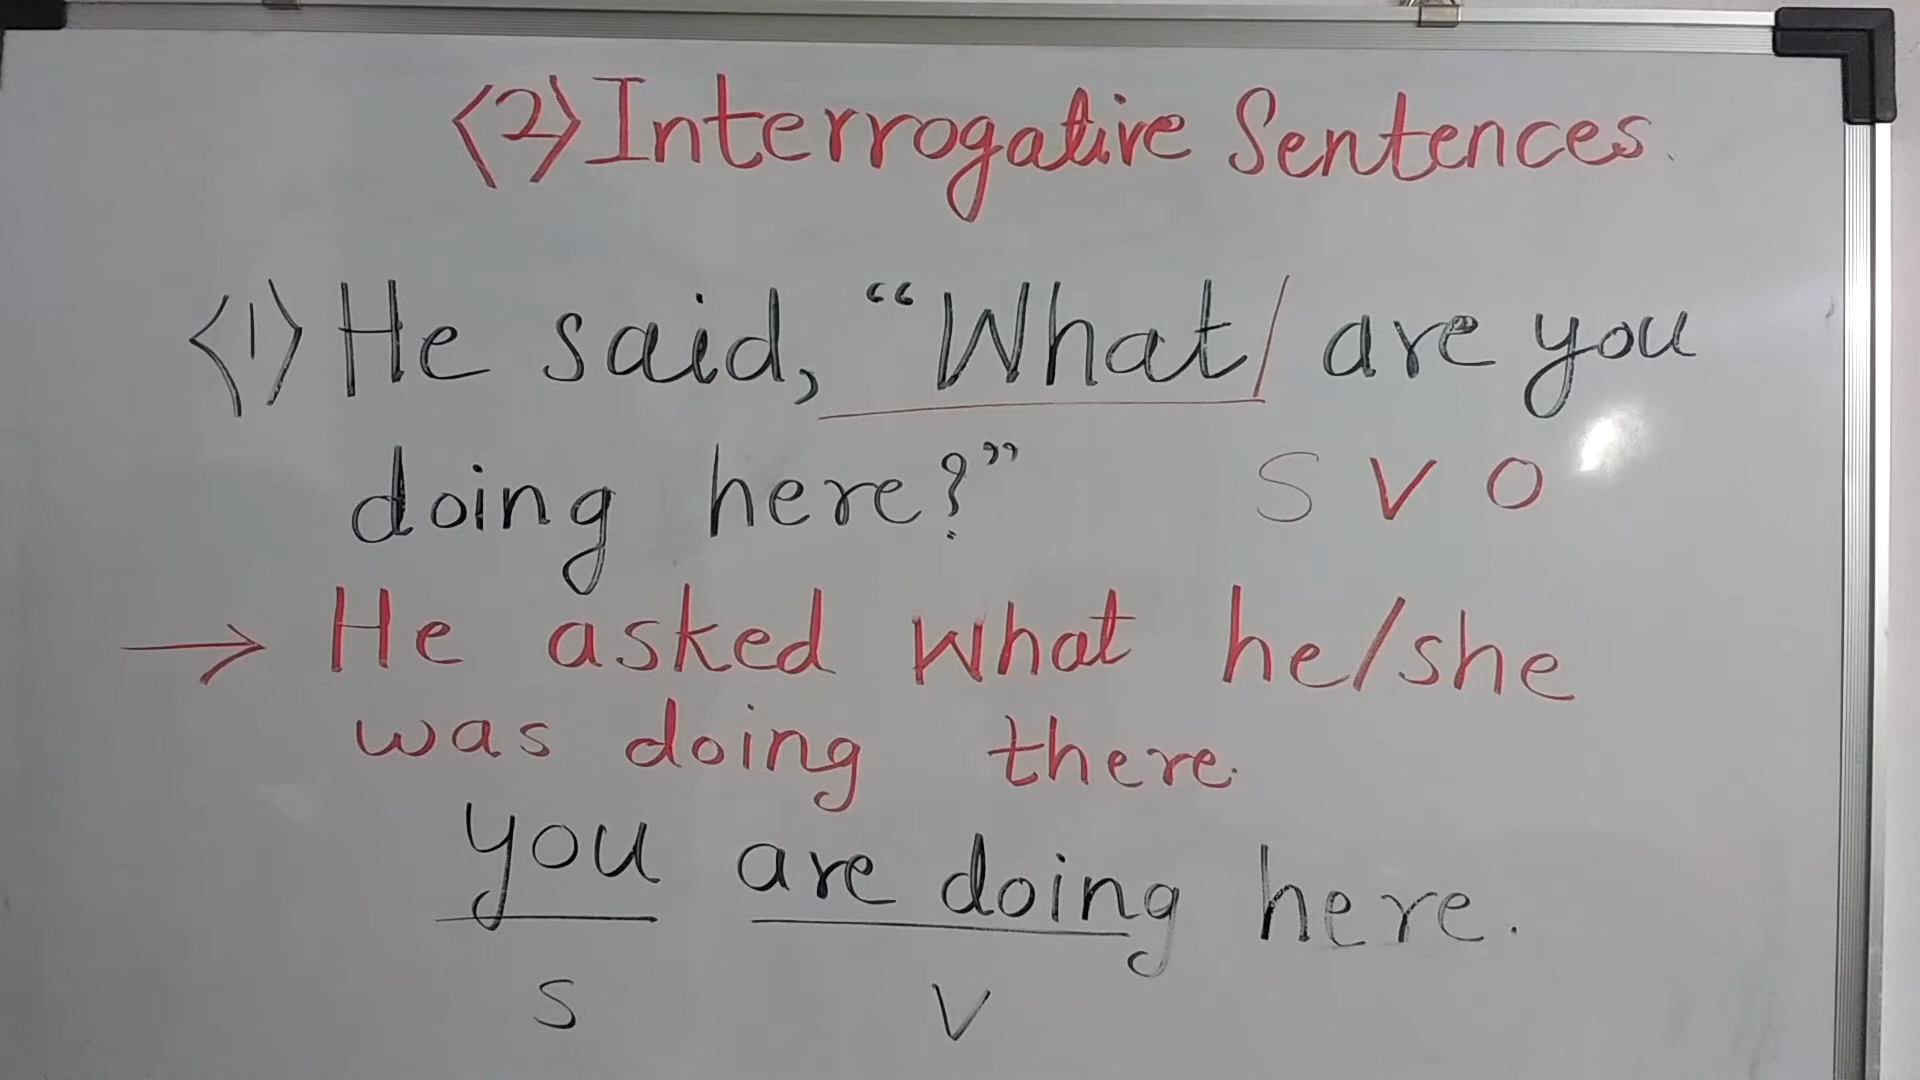 <2> Interrogative Sentences.
<1> He said, “What/ are you
doing here?”
S V O
→ He asked what he/she
was doing there.
you are doing here.
S V